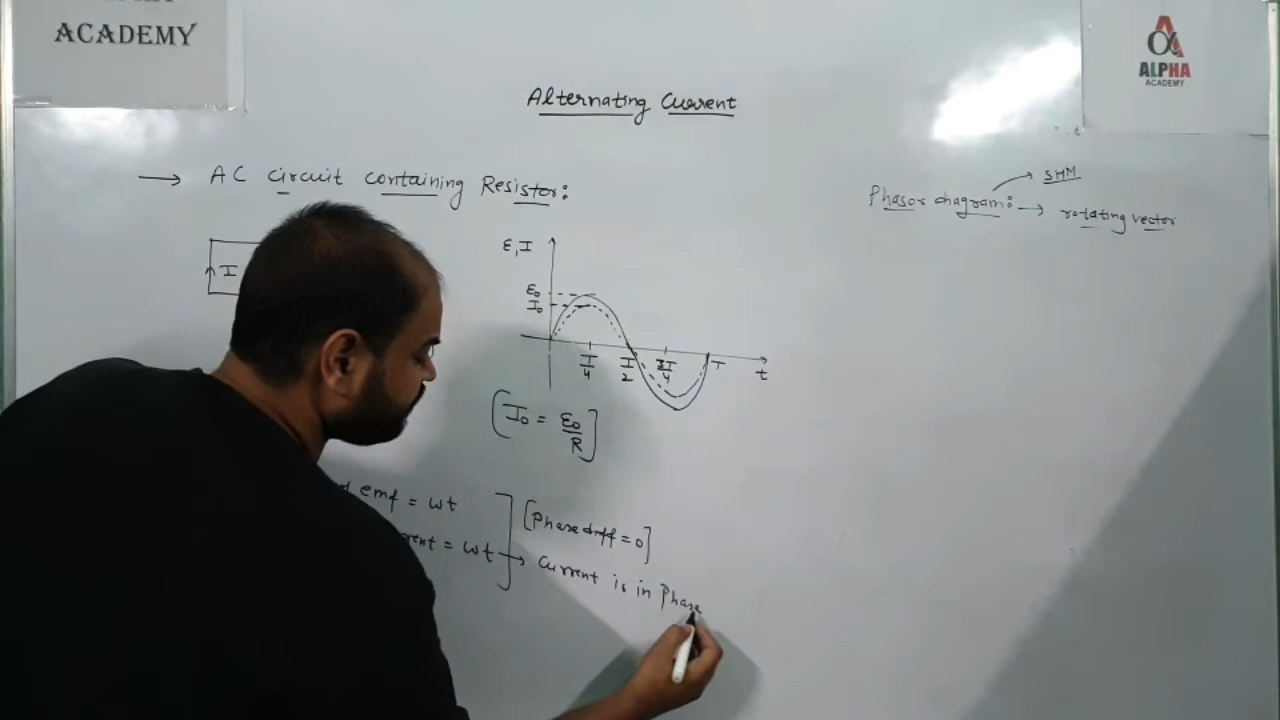 ACADEMY
ALPHA
ACADEMY
Alternating Current
→ AC circuit containing Resistor:
Phasor diagram: → SHM
→ rotating vector
I
ε, I
ε₀
I₀
T/4 T/2 3T/4 T t
[I₀ = ε₀/R]
emf = ωt
= ωt
[Phase diff = 0]
→ Current is in Phase